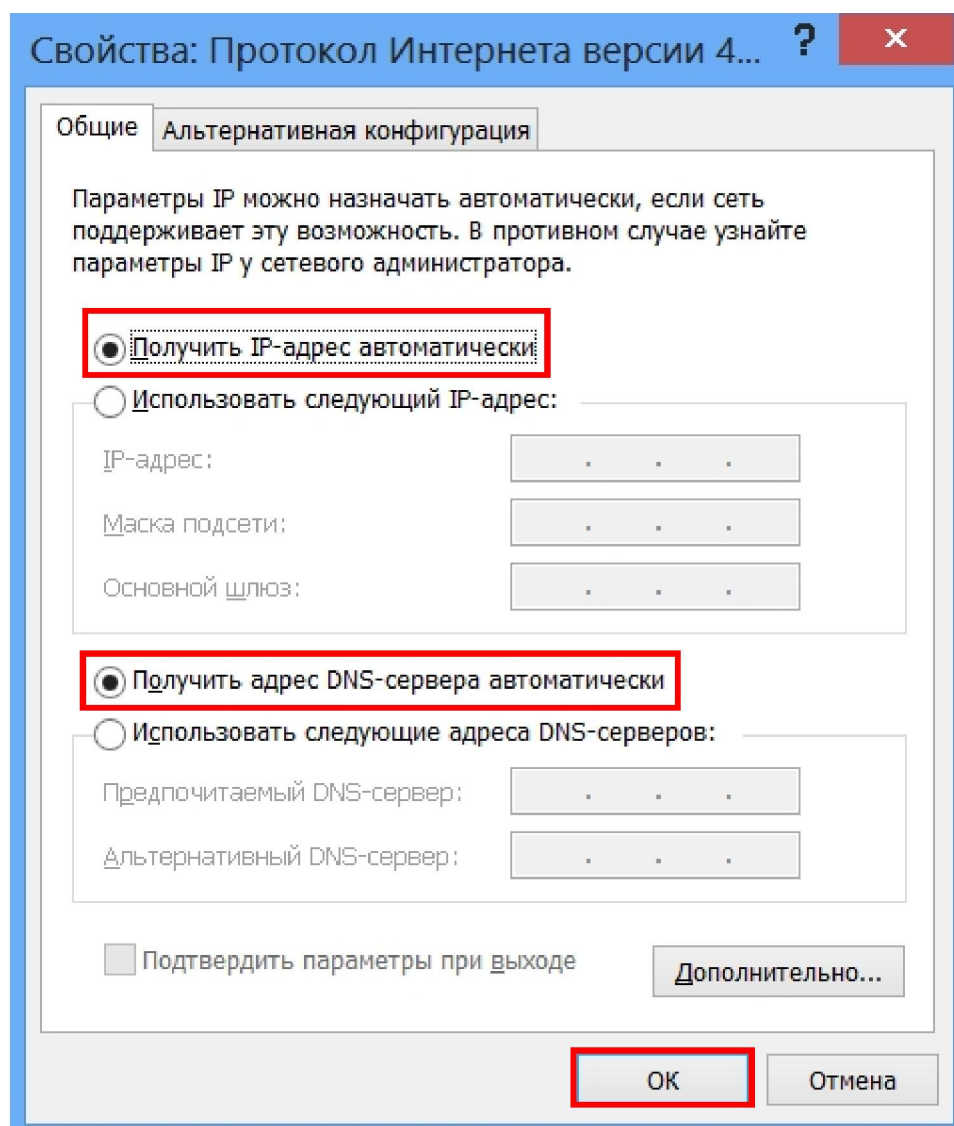 Свойства: Протокол Интернета версии 4... ? x
Общие Альтернативная конфигурация
Параметры IP можно назначать автоматически, если сеть
поддерживает эту возможность. В противном случае узнайте
параметры IP у сетевого администратора.
Получить IP-адрес автоматически
Использовать следующий IP-адрес:
IP-адрес: . . .
Маска подсети: . . .
Основной шлюз: . . .
Получить адрес DNS-сервера автоматически
Использовать следующие адреса DNS-серверов:
Предпочитаемый DNS-сервер: . . .
Альтернативный DNS-сервер: . . .
Подтвердить параметры при выходе Дополнительно...
ОК Отмена